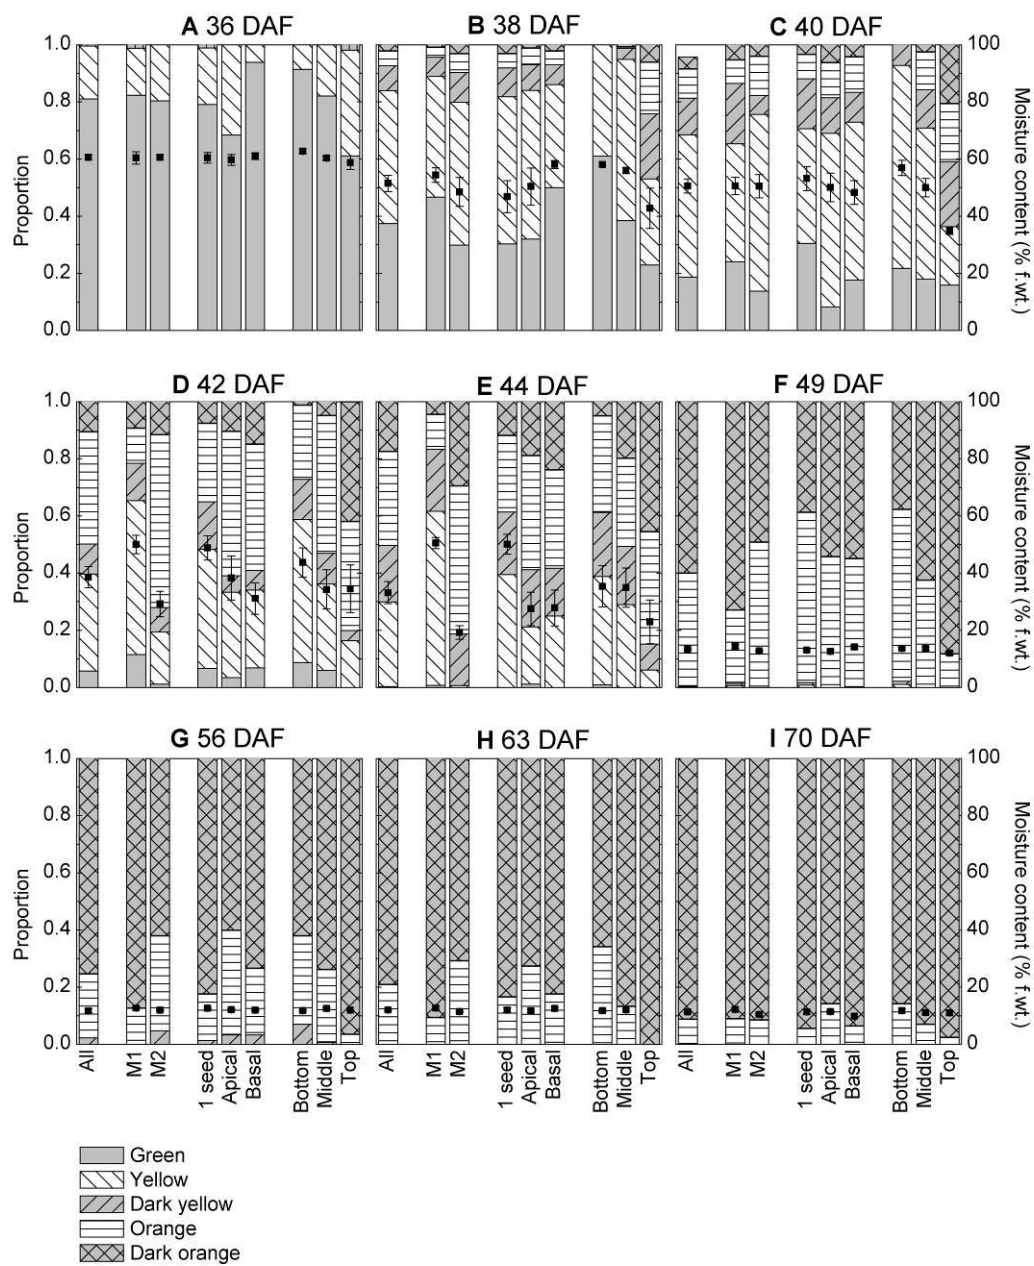 A 36 DAF
B 38 DAF
C 40 DAF
1.0
0.8
0.6
0.4
0.2
0.0
Proportion
100
80
60
40
20
0
Moisture content (% f.wt.)
D 42 DAF
E 44 DAF
F 49 DAF
1.0
0.8
0.6
0.4
0.2
0.0
Proportion
100
80
60
40
20
0
Moisture content (% f.wt.)
G 56 DAF
H 63 DAF
I 70 DAF
1.0
0.8
0.6
0.4
0.2
0.0
Proportion
100
80
60
40
20
0
Moisture content (% f.wt.)
All
M1
M2
1 seed
Apical
Basal
Bottom
Middle
Top
All
M1
M2
1 seed
Apical
Basal
Bottom
Middle
Top
All
M1
M2
1 seed
Apical
Basal
Bottom
Middle
Top
Green
Yellow
Dark yellow
Orange
Dark orange